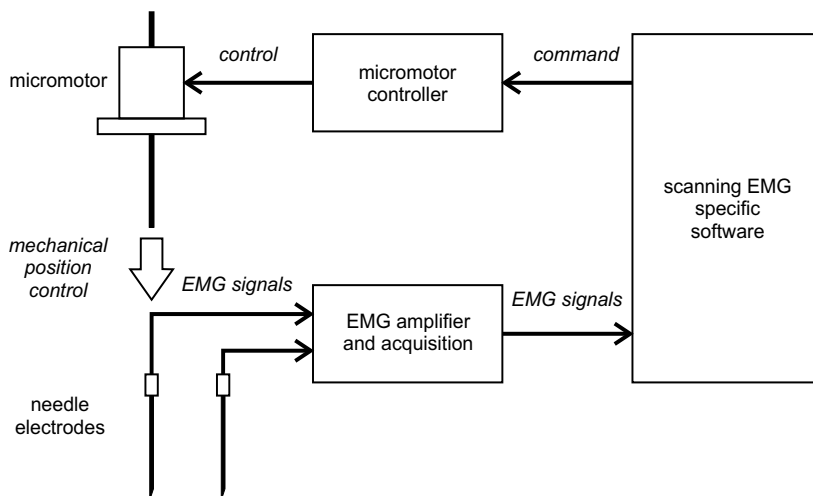 micromotor
control
micromotor
controller
command
scanning EMG
specific
software
mechanical
position
control
EMG signals
EMG amplifier
and acquisition
EMG signals
needle
electrodes